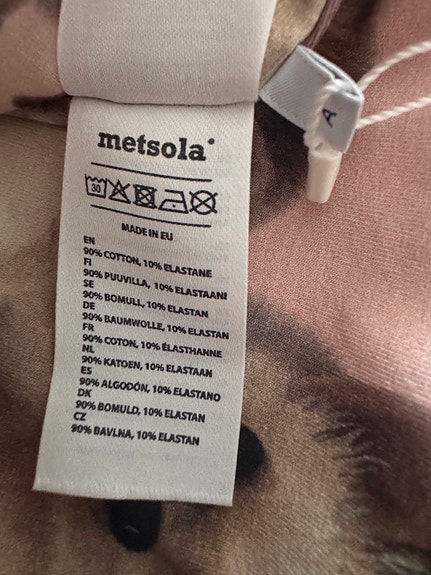 metsola
30
MADE IN EU
EN
90% COTTON, 10% ELASTANE
FI
90% PUUVILLA, 10% ELASTAANI
SE
90% BOMULL, 10% ELASTAN
DE
90% BAUMWOLLE, 10% ELASTAN
FR
90% COTON, 10% ÉLASTHANNE
NL
90% KATOEN, 10% ELASTAAN
ES
90% ALGODÓN, 10% ELASTANO
DK
90% BOMULD, 10% ELASTAN
CZ
90% BAVLNA, 10% ELASTAN
A